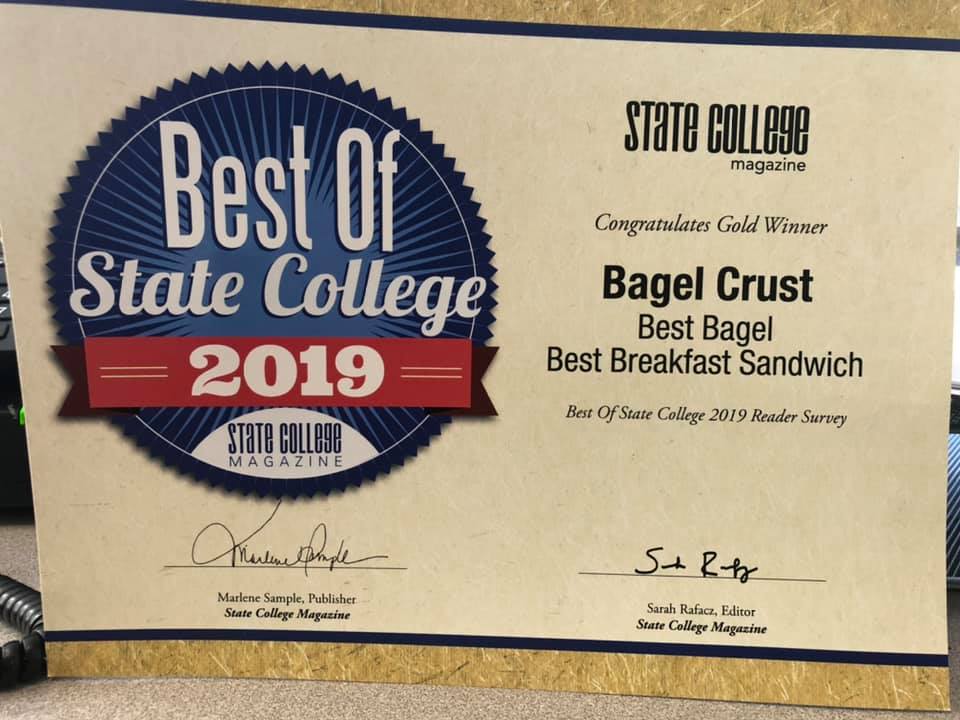 Best Of
State College
2019
STATE COLLEGE
MAGAZINE
Marlene Sample
Marlene Sample, Publisher
State College Magazine
STATE COLLEGE
magazine
Congratulates Gold Winner
Bagel Crust
Best Bagel
Best Breakfast Sandwich
Best Of State College 2019 Reader Survey
Sarah Rafacz, Editor
State College Magazine